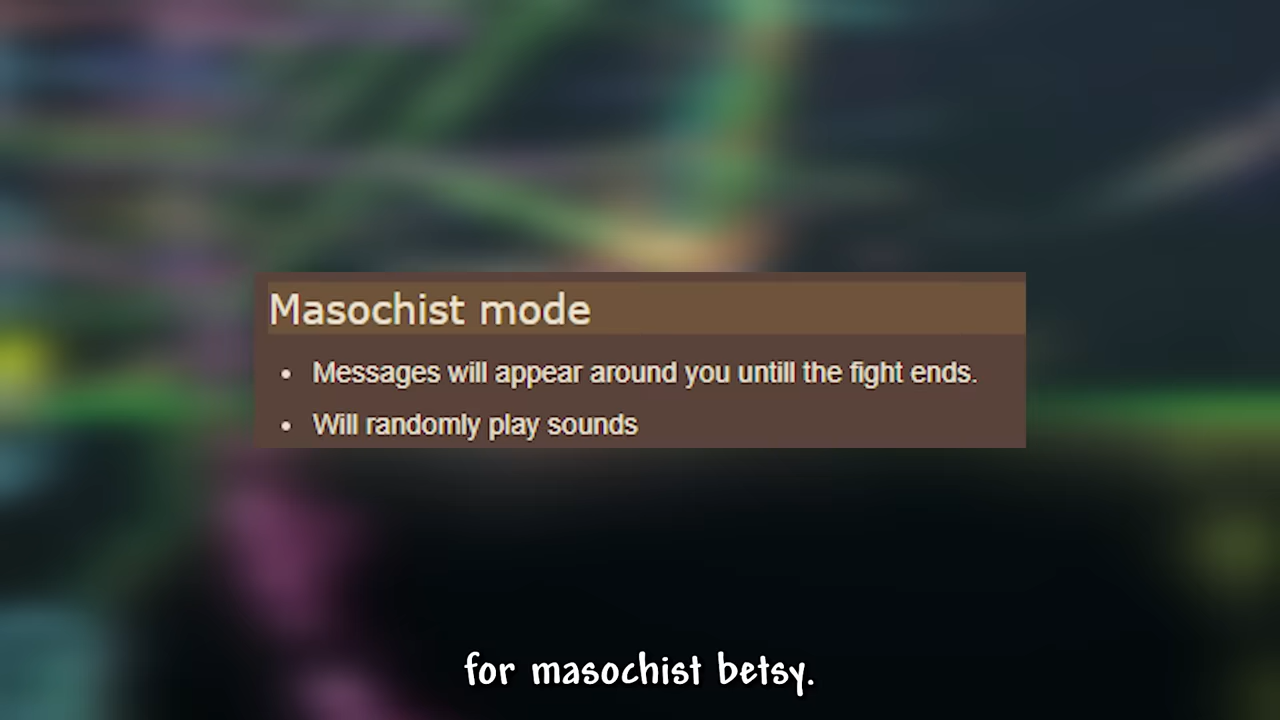 Masochist mode
• Messages will appear around you untill the fight ends.
• Will randomly play sounds
for masochist betsy.